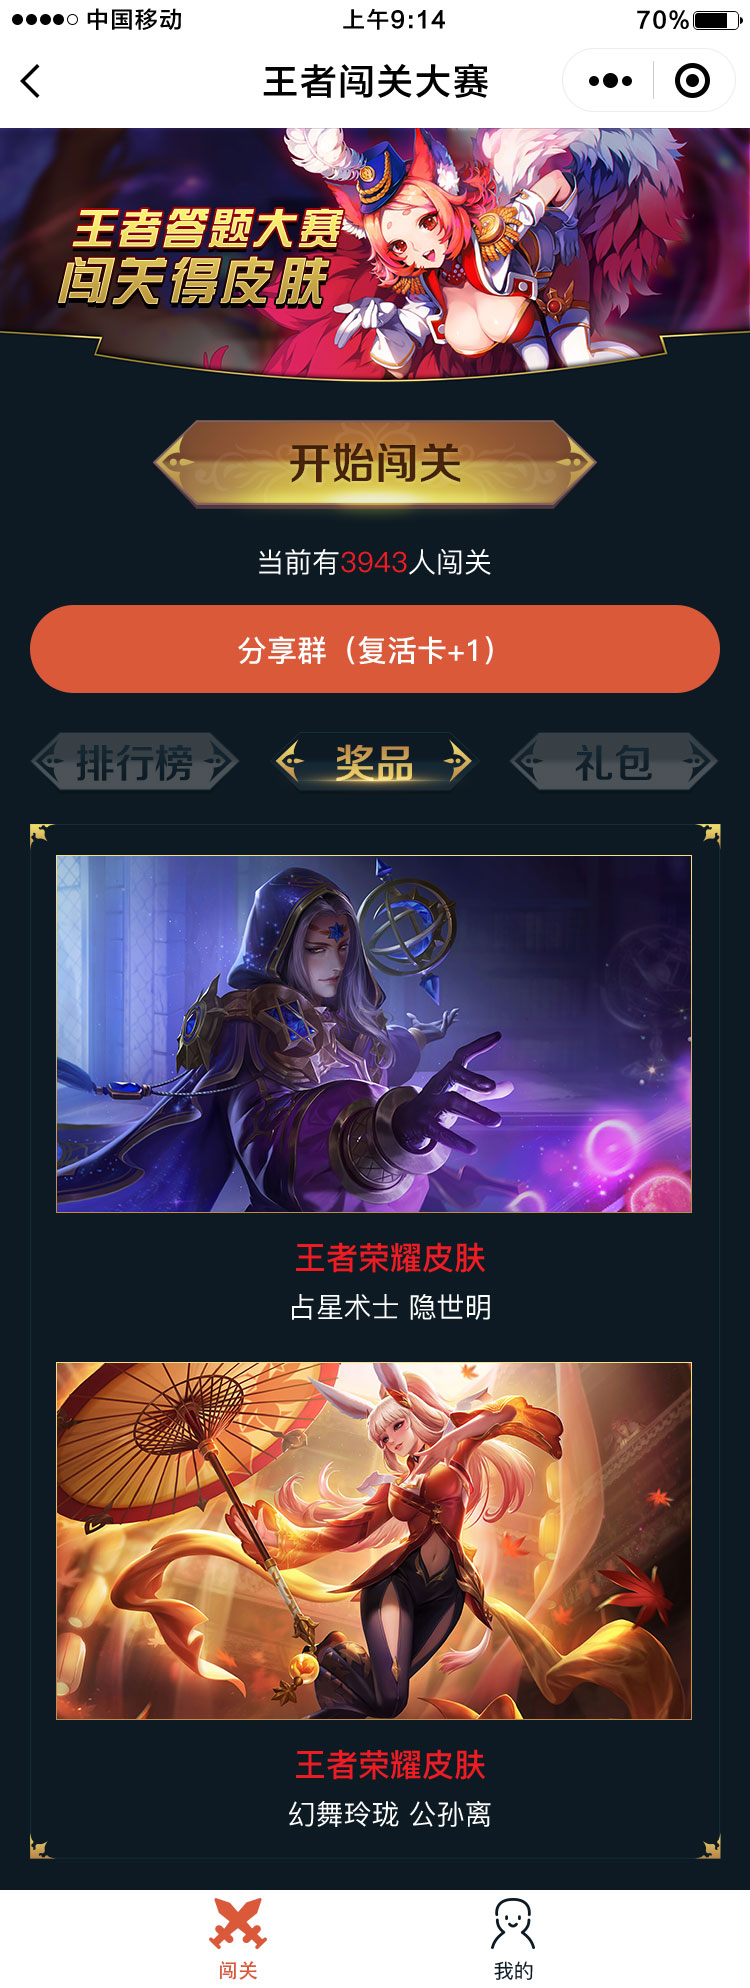 中国移动
上午9:14
70%
王者闯关大赛
王者答题大赛
闯关得皮肤
开始闯关
当前有3943人闯关
分享群（复活卡+1）
排行榜
奖品
礼包
王者荣耀皮肤
占星术士 隐世明
王者荣耀皮肤
幻舞玲珑 公孙离
闯关
我的